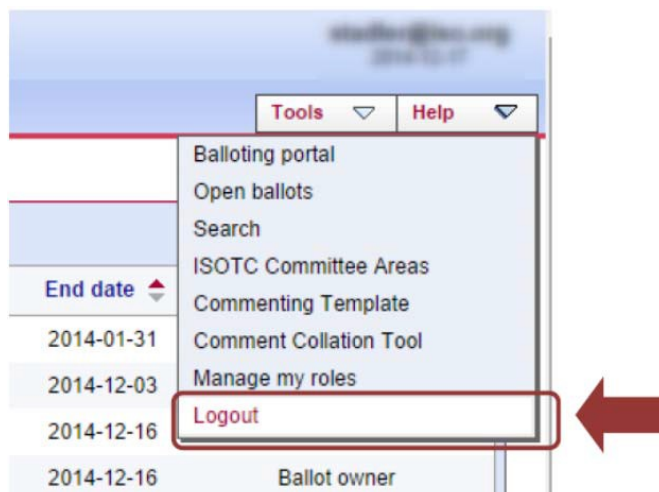 Tools Help
Balloting portal
Open ballots
Search
ISOTC Committee Areas
End date
Commenting Template
2014-01-31
Comment Collation Tool
2014-12-03
Manage my roles
Logout
2014-12-16
2014-12-16 Ballot owner